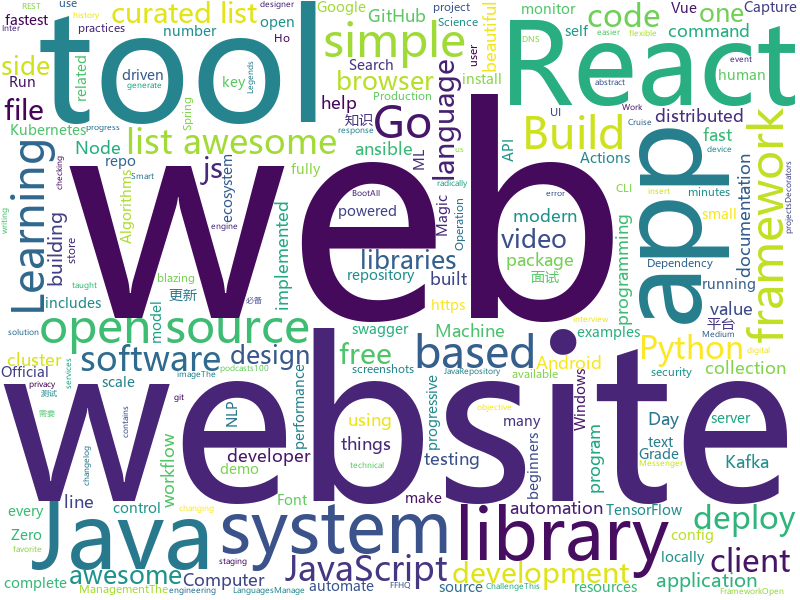 REST
history
Inter
designer
use
practices
fastest
curated list
side
driven
number
related
key
Run
generate
file
Kubernetes
progress
Node
list awesome
repo
js
Learning
building
store
Smart
includes
writing
checking
Algorithms
ecosystem
engine
implemented
model
tool
simple
Google
GitHub
project
Science
open
Ho
Legends
Search
user
browser
help
Production
知识
response
Go
ansible
ML
language
BootAll
powered
Magic
Operation
libraries
repository
built
radically
us
API
React
beautiful
install
DNS
flexible
UI
video
package
modern
面试
error
https
examples
swagger
Machine
Vue
monitor
self
code
command
one
Capture
easier
event
abstract
Work
Cruise
human
Build
distributed
fast
Actions
CLI
minutes
device
small
insert
projectsDecorators
app
framework
documentation
programming
Dependency
running
value
平台
Medium
web
website
blazing
更新
必备
taught
open source
cluster
Official
software
design
free
screenshots
scale
imageThe
podcasts100
performance
NLP
developer
demo
using
things
many
progressive
JavaRepository
based
Android
Python
collection
Windows
available
security
privacy
solution
测试
contains
services
git
changelog
workflow
testing
program
beginners
text
Day
server
Grade
digital
objective
interview
需要
line
control
technical
automation
TensorFlow
Kafka
every
Zero
Java
system
library
make
deploy
config
locally
client
complete
awesome
Computer
Font
automate
JavaScript
Spring
development
source
resources
application
ManagementThe
favorite
engineering
LanguagesManage
staging
FFHQ
ChallengeThis
changing
Messenger
FrameworkOpen